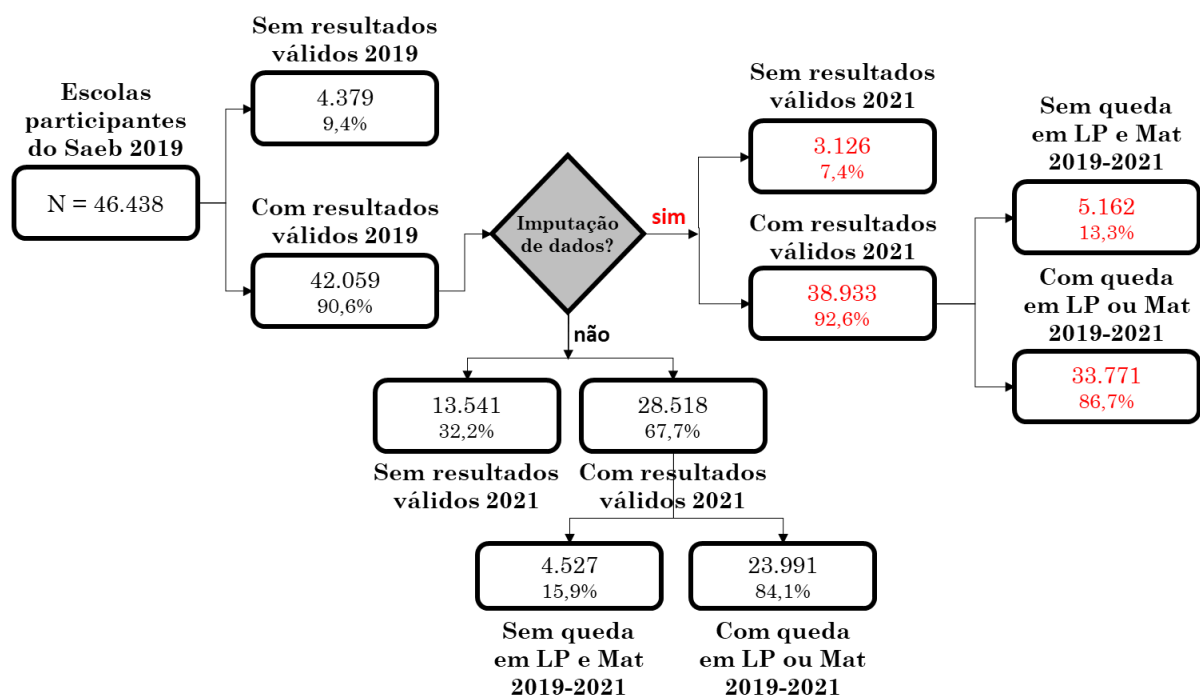 Escolas
participantes
do Saeb 2019
N = 46.438
Sem resultados
válidos 2019
4.379
9,4%
Com resultados
válidos 2019
42.059
90,6%
Imputação
de dados?
sim
não
Sem resultados
válidos 2021
3.126
7,4%
Com resultados
válidos 2021
38.933
92,6%
Sem queda
em LP e Mat
2019-2021
5.162
13,3%
Com queda
em LP ou Mat
2019-2021
33.771
86,7%
13.541
32,2%
Sem resultados
válidos 2021
28.518
67,7%
Com resultados
válidos 2021
4.527
15,9%
Sem queda
em LP e Mat
2019-2021
23.991
84,1%
Com queda
em LP ou Mat
2019-2021